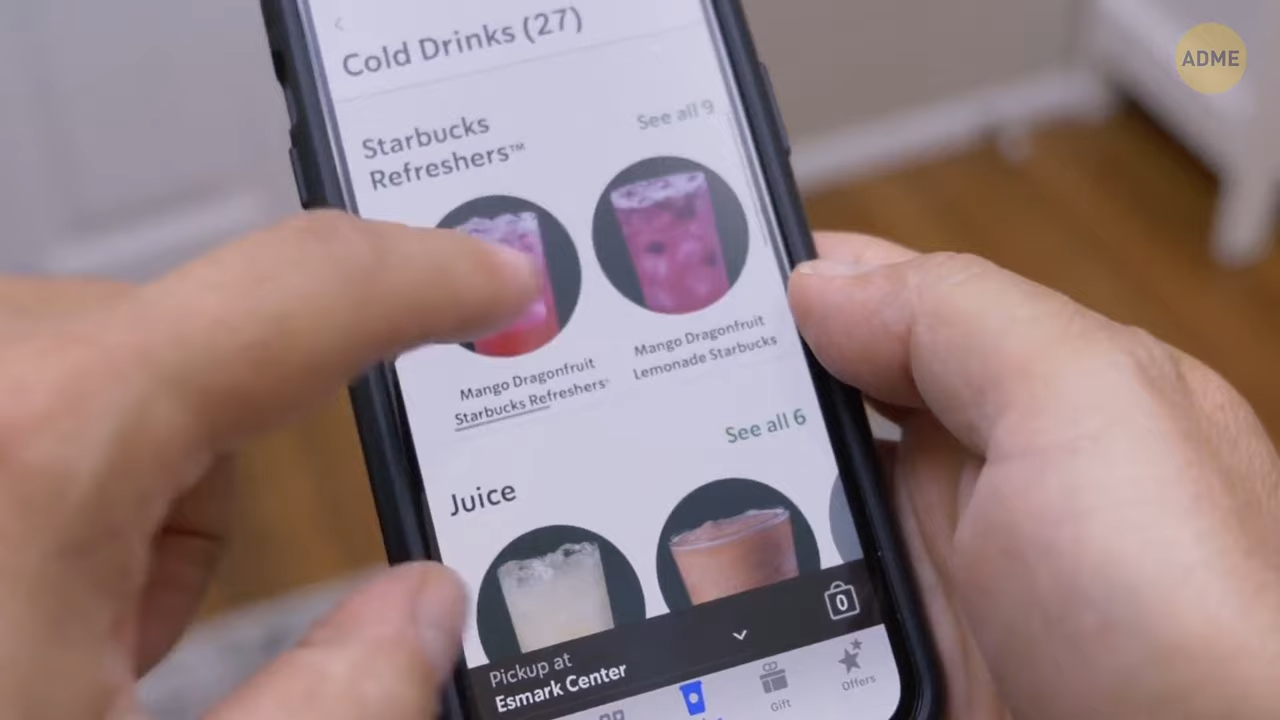 ADME
Cold Drinks (27)
Starbucks
Refreshers™
See all 9
Mango Dragonfruit
Starbucks Refreshers®
Mango Dragonfruit
Lemonade Starbucks
See all 6
Juice
0
Pickup at
Esmark Center
Gift
Offers